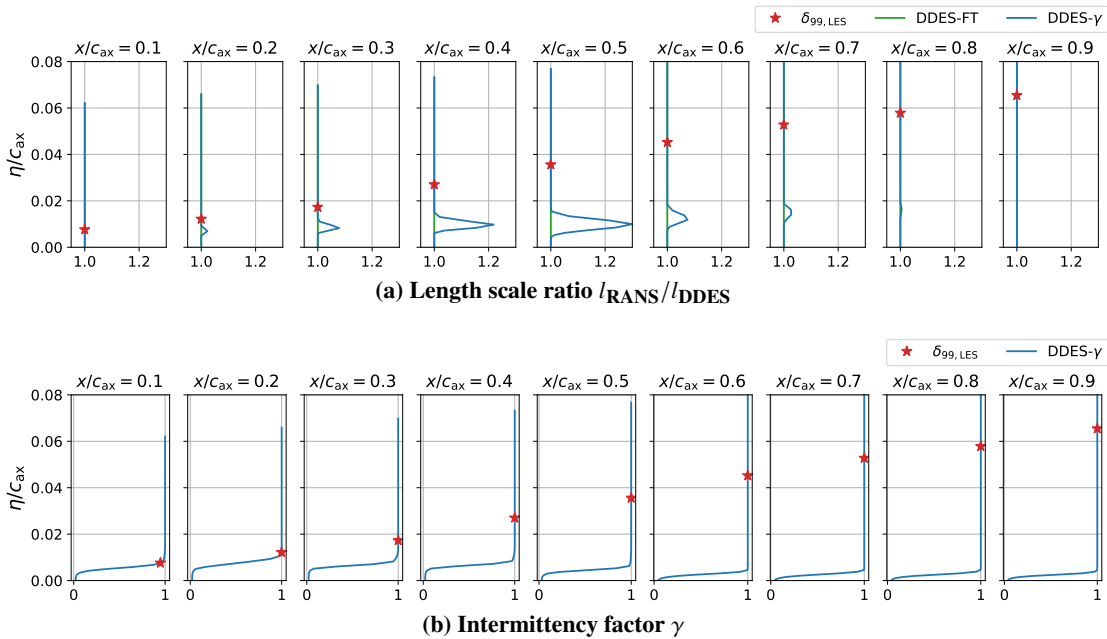 δ99, LES DDES-FT DDES-γ
x/cax = 0.1 x/cax = 0.2 x/cax = 0.3 x/cax = 0.4 x/cax = 0.5 x/cax = 0.6 x/cax = 0.7 x/cax = 0.8 x/cax = 0.9
0.08
0.06
0.04
0.02
0.00
η/cax
1.0 1.2 1.0 1.2 1.0 1.2 1.0 1.2 1.0 1.2 1.0 1.2 1.0 1.2 1.0 1.2 1.0 1.2
(a) Length scale ratio lRANS/lDDES
δ99, LES DDES-γ
x/cax = 0.1 x/cax = 0.2 x/cax = 0.3 x/cax = 0.4 x/cax = 0.5 x/cax = 0.6 x/cax = 0.7 x/cax = 0.8 x/cax = 0.9
0.08
0.06
0.04
0.02
0.00
η/cax
0 1 0 1 0 1 0 1 0 1 0 1 0 1 0 1 0 1
(b) Intermittency factor γ